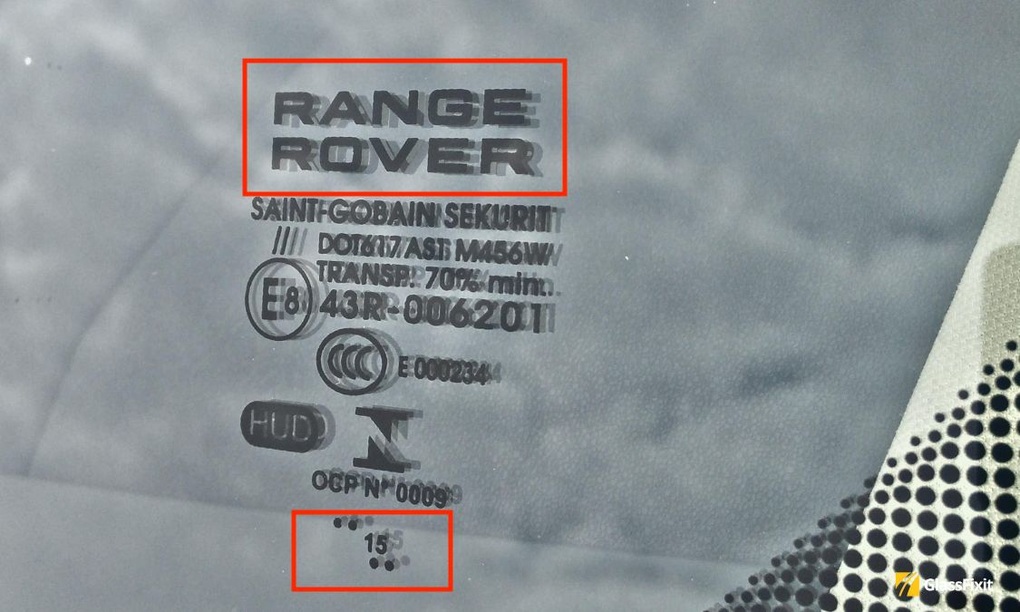 RANGE
ROVER
SAINT-GOBAIN SEKURIT
//// DOT617 AS1 M456W
TRANSP. 70% min.
E8 43R-006201
CCC E 000234
HUD
OCP N° 0009
15
GlassFixit